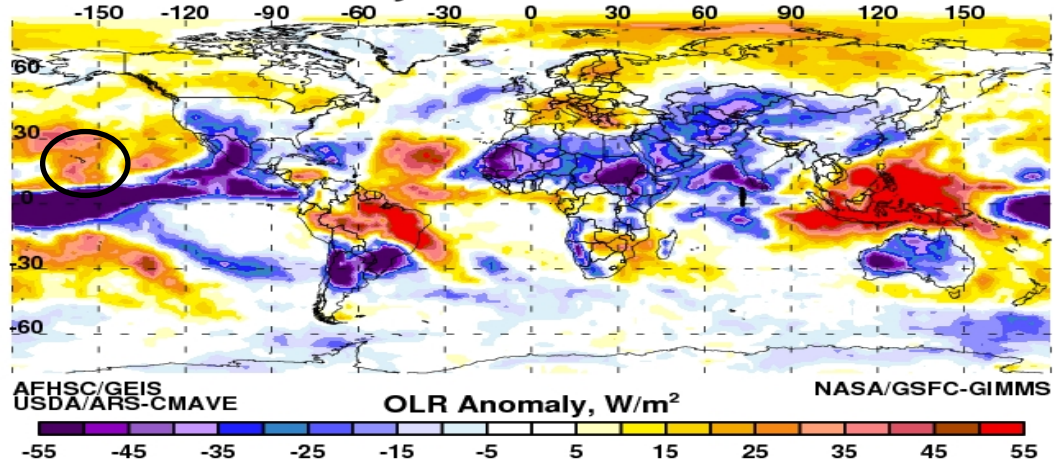 -150 -120 -90 -60 -30 0 30 60 90 120 150
60
30
0
-30
-60
AFHSC/GEIS
USDA/ARS-CMAVE
OLR Anomaly, W/m²
NASA/GSFC-GIMMS
-55 -45 -35 -25 -15 -5 5 15 25 35 45 55